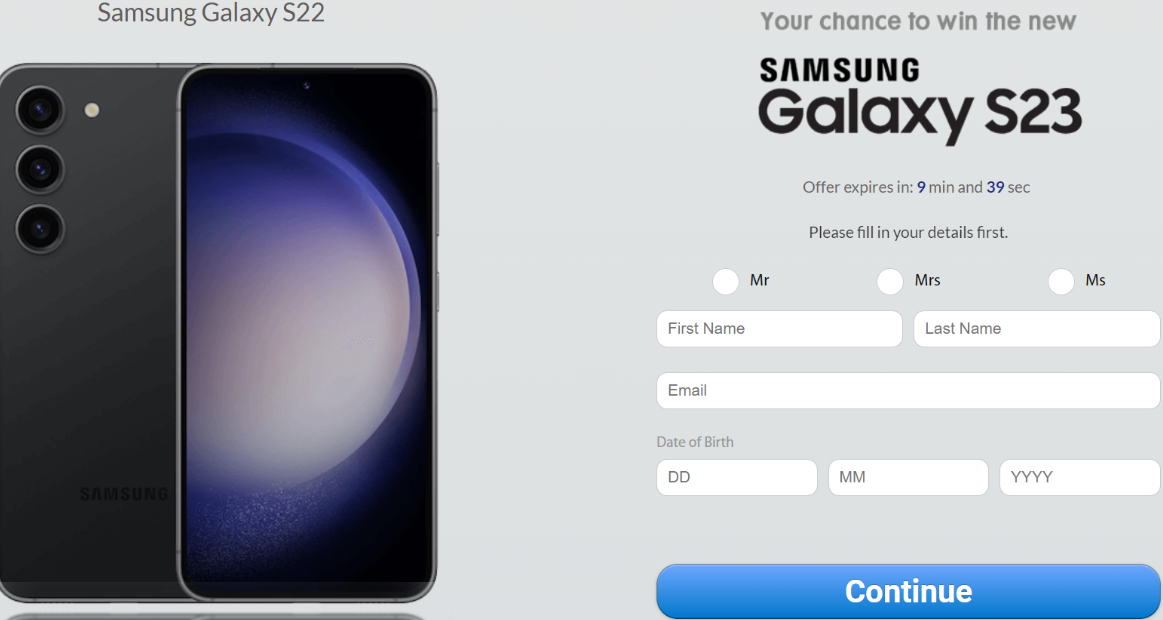 Samsung Galaxy S22
SAMSUNG
Your chance to win the new
SAMSUNG
Galaxy S23
Offer expires in: 9 min and 39 sec
Please fill in your details first.
Mr Mrs Ms
First Name Last Name
Email
Date of Birth
DD MM YYYY
Continue